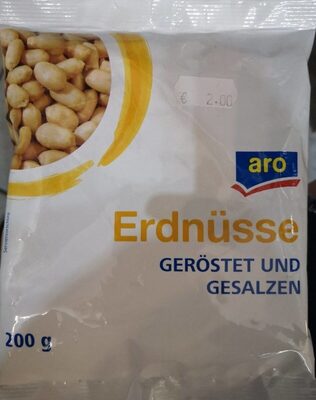 € 2.00
aro
Erdnüsse
GERÖSTET UND
GESALZEN
200 g